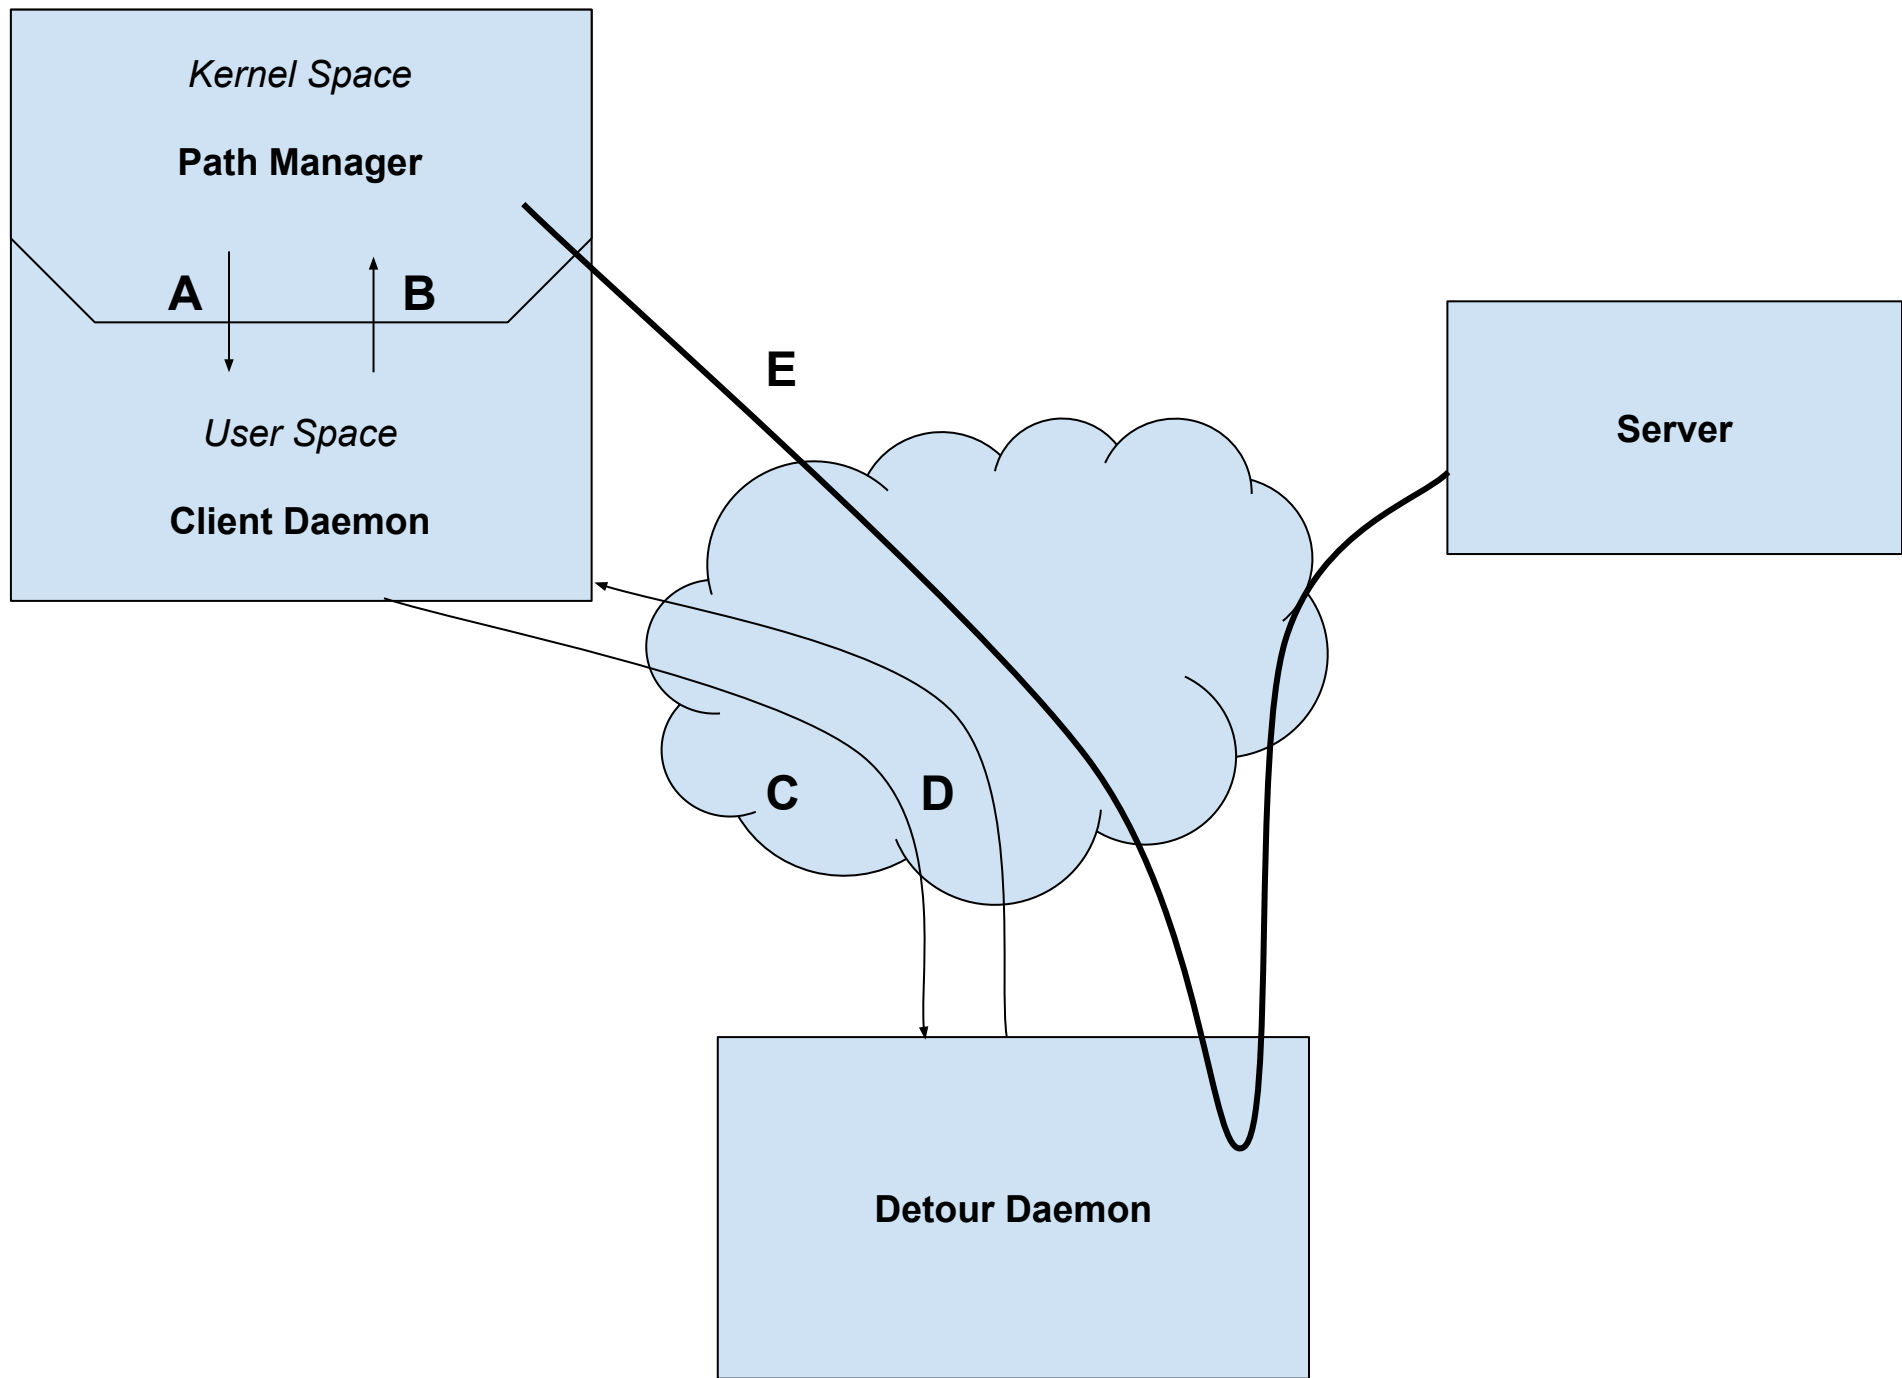 Kernel Space
Path Manager
A
B
User Space
Client Daemon
E
Server
C
D
Detour Daemon